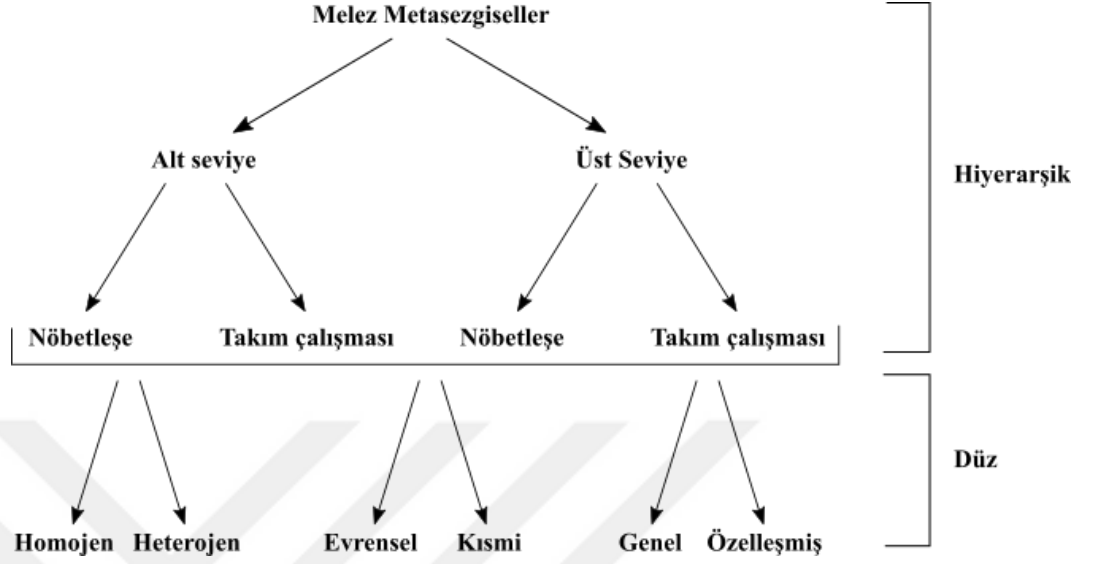 Melez Metasezgiseller
Alt seviye
Üst Seviye
Hiyerarşik
Nöbetleşe
Takım çalışması
Nöbetleşe
Takım çalışması
Düz
Homojen
Heterojen
Evrensel
Kısmi
Genel
Özelleşmiş